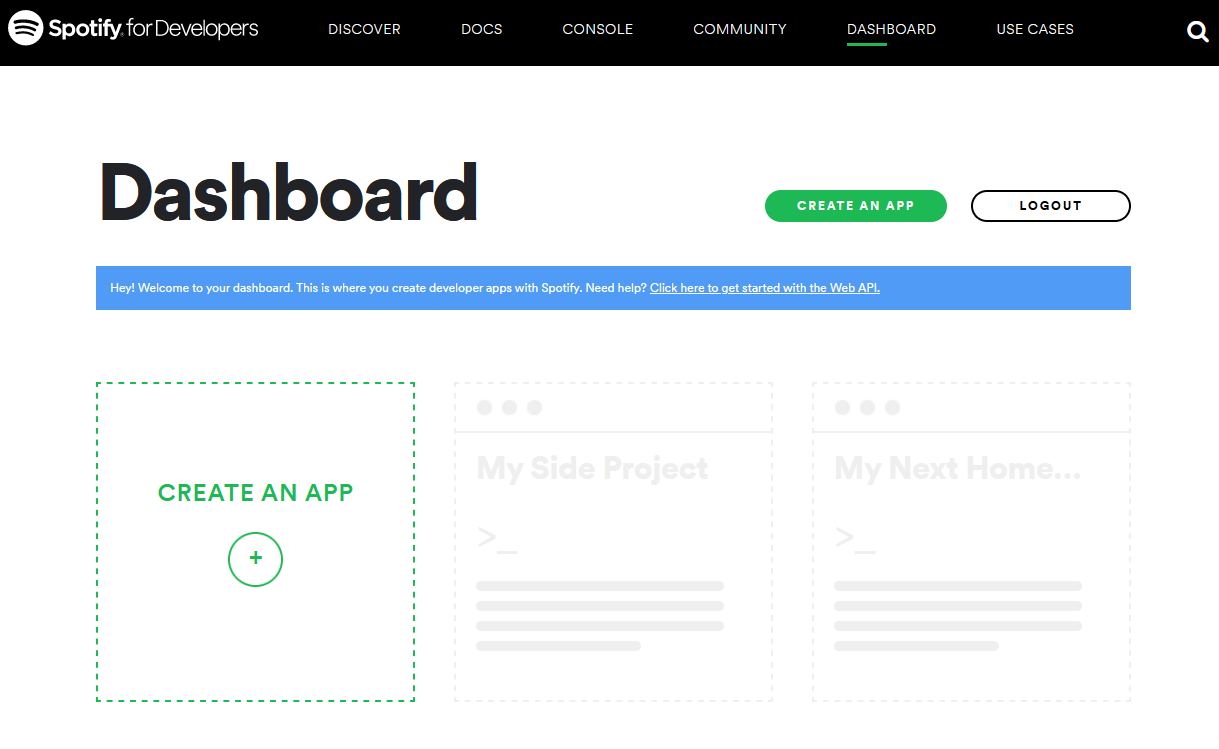 Spotify for Developers DISCOVER DOCS CONSOLE COMMUNITY DASHBOARD USE CASES
Dashboard
CREATE AN APP LOGOUT
Hey! Welcome to your dashboard. This is where you create developer apps with Spotify. Need help? Click here to get started with the Web API.
CREATE AN APP
+
My Side Project
>_
My Next Home...
>_